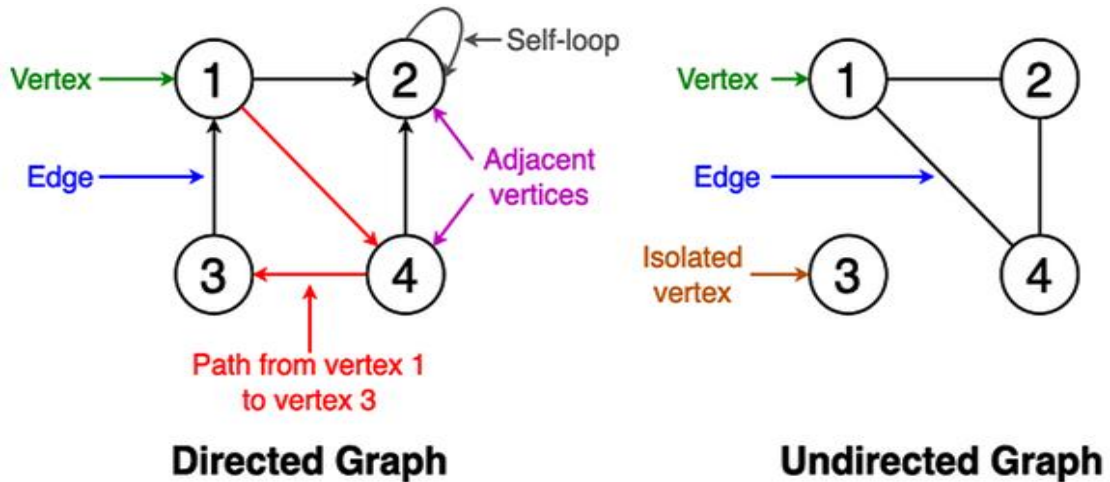 1
2
Self-loop
Vertex
Edge
Adjacent
vertices
3
4
Path from vertex 1
to vertex 3
Directed Graph
Vertex
1
2
Edge
Isolated
vertex
3
4
Undirected Graph